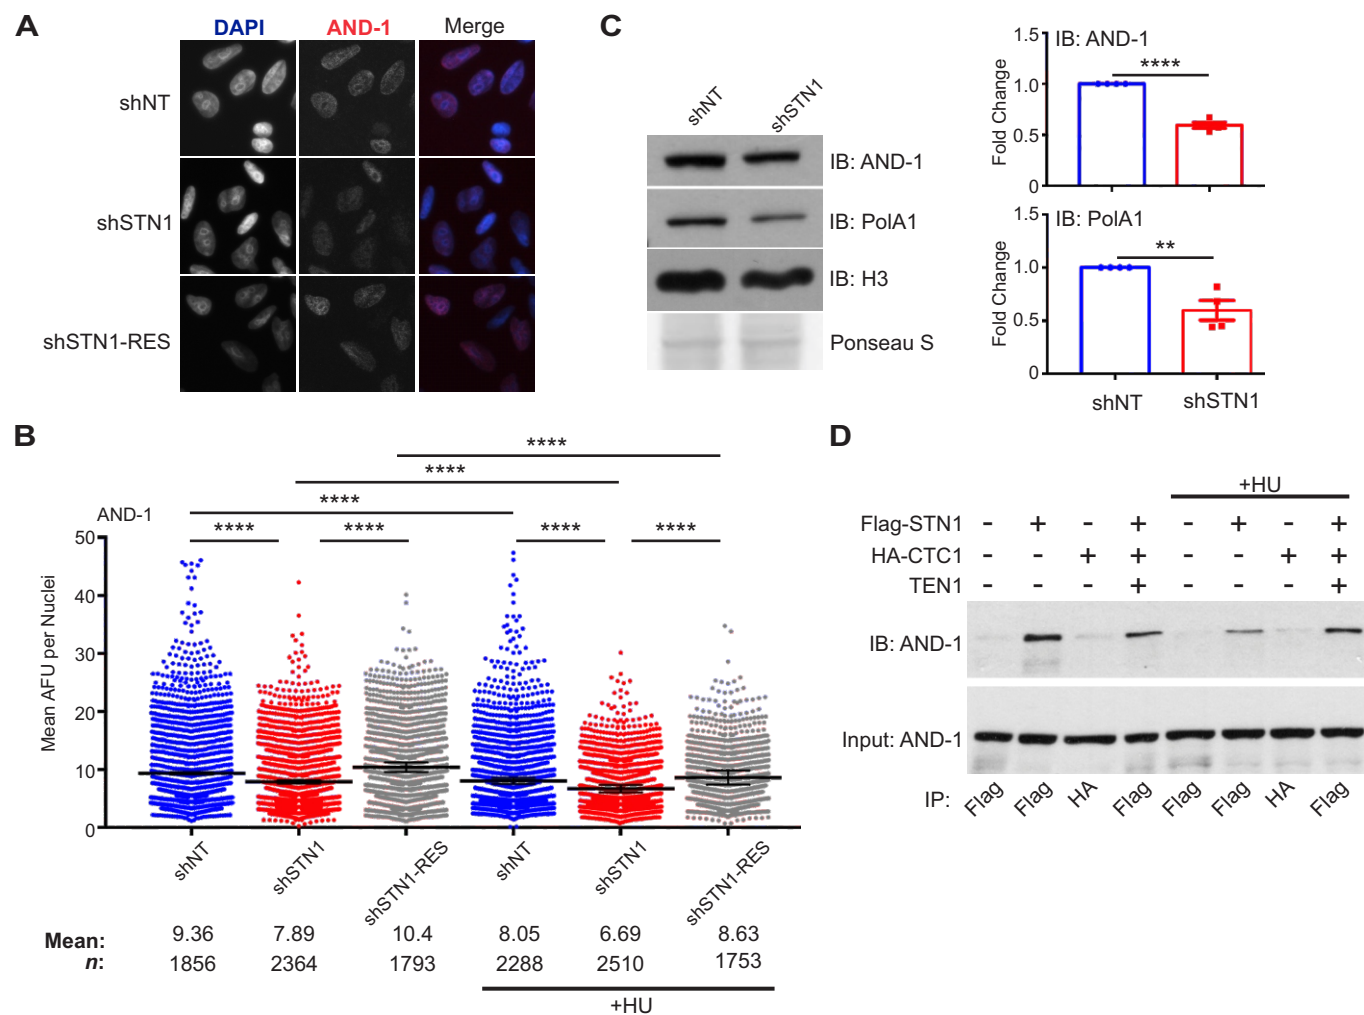 A
DAPI AND-1 Merge
shNT
shSTN1
shSTN1-RES
C
shNT shSTN1
IB: AND-1
IB: PolA1
IB: H3
Ponseau S
IB: AND-1
Fold Change
1.5
1.0
0.5
0
****
IB: PolA1
Fold Change
1.5
1.0
0.5
0
**
shNT shSTN1
B
****
****
****
**** **** **** ****
AND-1
Mean AFU per Nuclei
50
40
30
20
10
0
shNT shSTN1 shSTN1-RES shNT shSTN1 shSTN1-RES
Mean: 9.36 7.89 10.4 8.05 6.69 8.63
n: 1856 2364 1793 2288 2510 1753
+HU
D
+HU
Flag-STN1 - + - + - + - +
HA-CTC1 - - + + - - + +
TEN1 - - - + - - - +
IB: AND-1
Input: AND-1
IP: Flag Flag HA Flag Flag Flag HA Flag